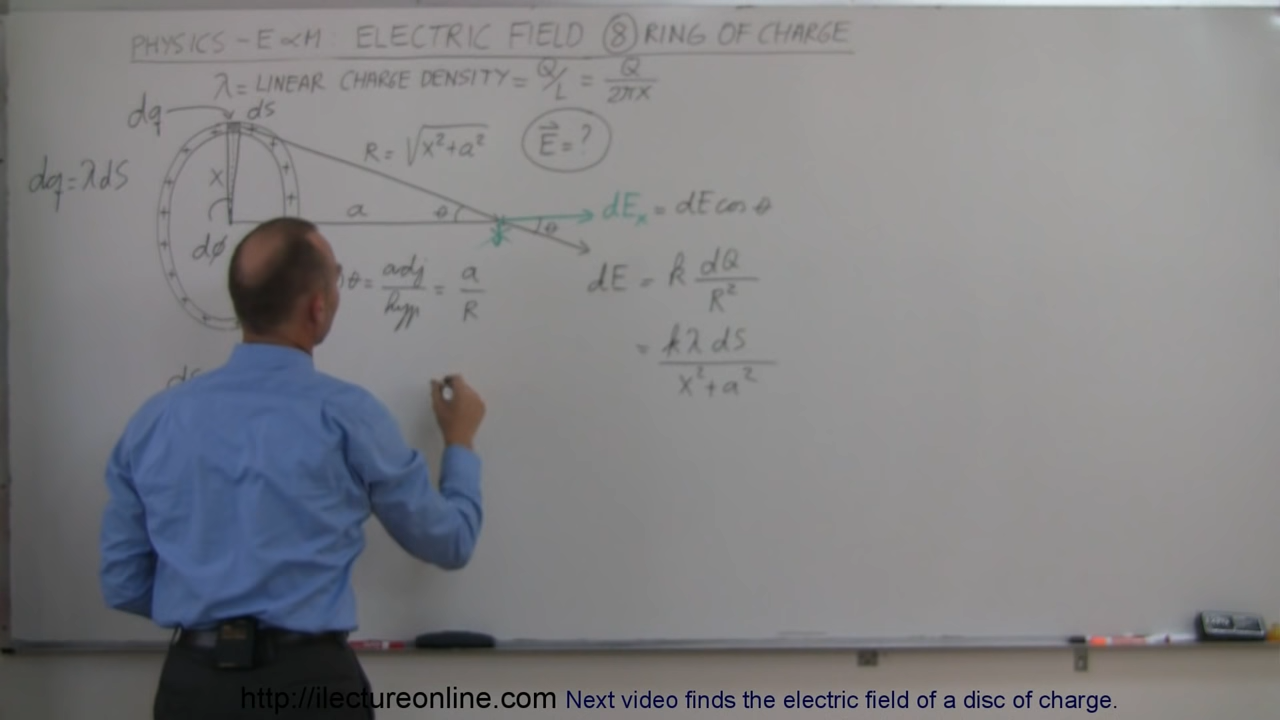 PHYSICS - E∝M ELECTRIC FIELD ⑧ RING OF CHARGE
λ = LINEAR CHARGE DENSITY = Q/L = Q/2πx
dq dS
dq = λ dS
R = √x²+a²
E⃗ = ?
x
a θ
dEₓ = dE cos θ
θ
dϕ
θ = adj/hyp = a/R
dE = k dQ/R²
= kλ dS/x²+a²
http://ilectureonline.com Next video finds the electric field of a disc of charge.